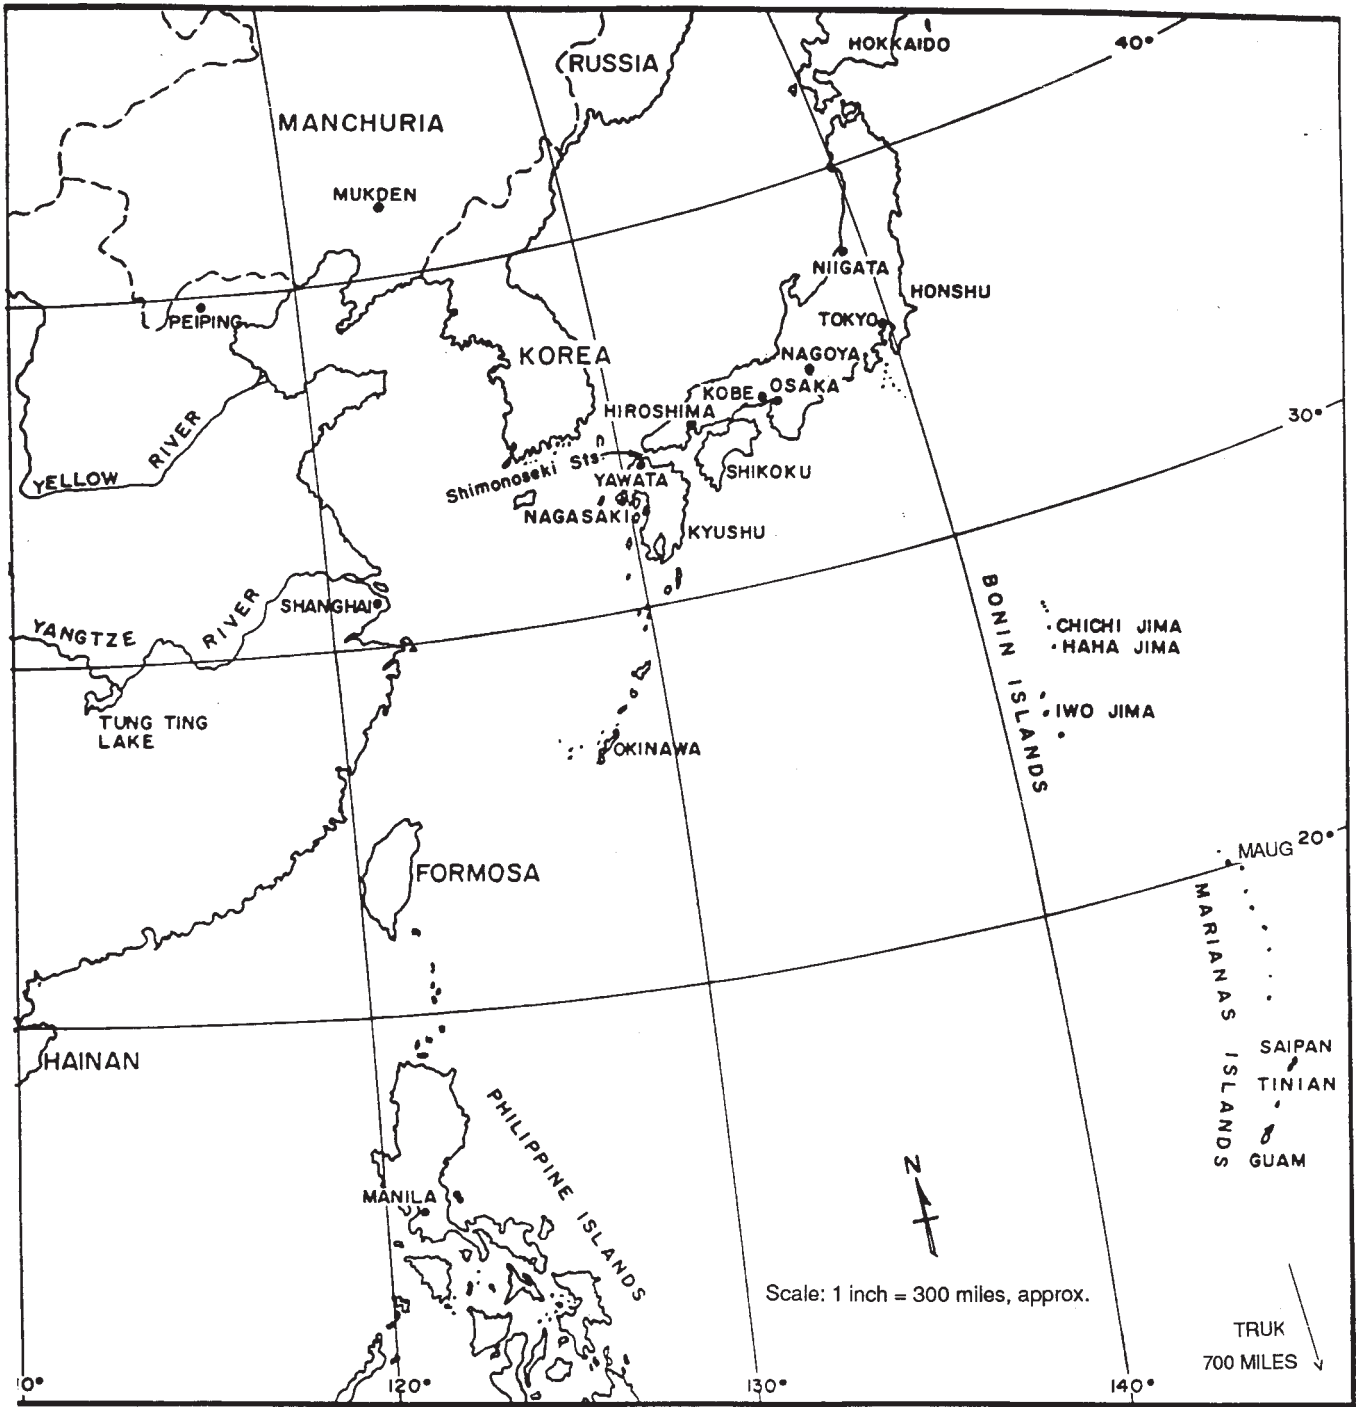 HOKKAIDO
40°
RUSSIA
MANCHURIA
MUKDEN
NIIGATA
HONSHU
PEIPING
TOKYO
KOREA
NAGOYA
KOBE
OSAKA
HIROSHIMA
30°
YELLOW RIVER
Shimonoseki Sts.
SHIKOKU
YAWATA
NAGASAKI
KYUSHU
SHANGHAI
YANGTZE RIVER
BONIN ISLANDS
CHICHI JIMA
HAHA JIMA
TUNG TING
LAKE
IWO JIMA
OKINAWA
20°
MAUG
FORMOSA
MARIANAS ISLANDS
HAINAN
SAIPAN
TINIAN
GUAM
PHILIPPINE ISLANDS
MANILA
N
Scale: 1 inch = 300 miles, approx.
TRUK
700 MILES
10°
120°
130°
140°